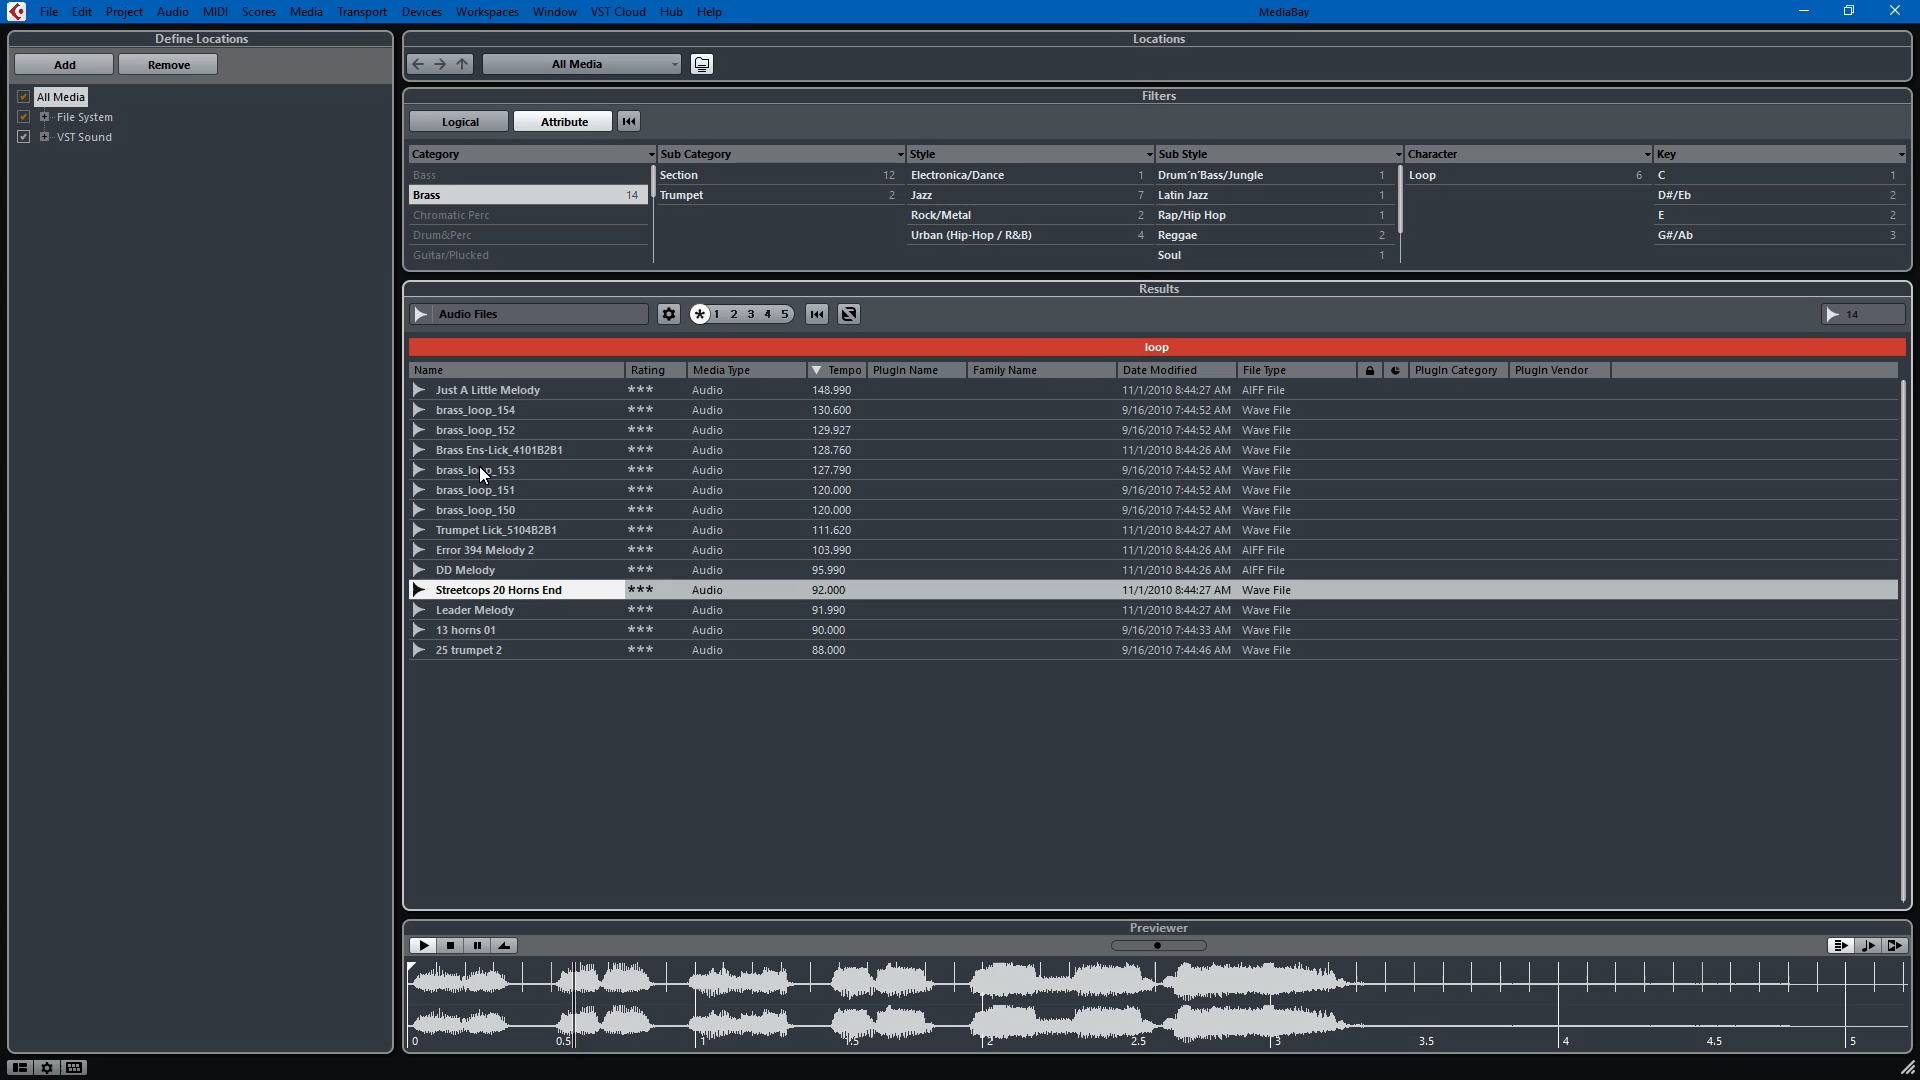 File Edit Project Audio MIDI Scores Media Transport Devices Workspaces Window VST Cloud Hub Help MediaBay
Define Locations
Add Remove
All Media
File System
VST Sound
Locations
All Media
Filters
Logical Attribute
Category Sub Category Style Sub Style Character Key
Bass Section 12 Electronica/Dance 1 Drum'n'Bass/Jungle 1 Loop 6 C 1
Brass 14 Trumpet 2 Jazz 7 Latin Jazz 1 D#/Eb 2
Chromatic Perc Rock/Metal 2 Rap/Hip Hop 1 E 2
Drum&Perc Urban (Hip-Hop / R&B) 4 Reggae 2 G#/Ab 3
Guitar/Plucked Soul 1
Results
Audio Files * 1 2 3 4 5 14
loop
Name Rating Media Type Tempo PlugIn Name Family Name Date Modified File Type PlugIn Category PlugIn Vendor
Just A Little Melody *** Audio 148.990 11/1/2010 8:44:27 AM AIFF File
brass_loop_154 *** Audio 130.600 9/16/2010 7:44:52 AM Wave File
brass_loop_152 *** Audio 129.927 9/16/2010 7:44:52 AM Wave File
Brass Ens-Lick_4101B2B1 *** Audio 128.760 11/1/2010 8:44:26 AM Wave File
brass_loop_153 *** Audio 127.790 9/16/2010 7:44:52 AM Wave File
brass_loop_151 *** Audio 120.000 9/16/2010 7:44:52 AM Wave File
brass_loop_150 *** Audio 120.000 9/16/2010 7:44:52 AM Wave File
Trumpet Lick_5104B2B1 *** Audio 111.620 11/1/2010 8:44:27 AM Wave File
Error 394 Melody 2 *** Audio 103.990 11/1/2010 8:44:26 AM AIFF File
DD Melody *** Audio 95.990 11/1/2010 8:44:26 AM AIFF File
Streetcops 20 Horns End *** Audio 92.000 11/1/2010 8:44:27 AM Wave File
Leader Melody *** Audio 91.990 11/1/2010 8:44:27 AM Wave File
13 horns 01 *** Audio 90.000 9/16/2010 7:44:33 AM Wave File
25 trumpet 2 *** Audio 88.000 9/16/2010 7:44:46 AM Wave File
Previewer
0 0.5 1 1.5 2 2.5 3 3.5 4 4.5 5